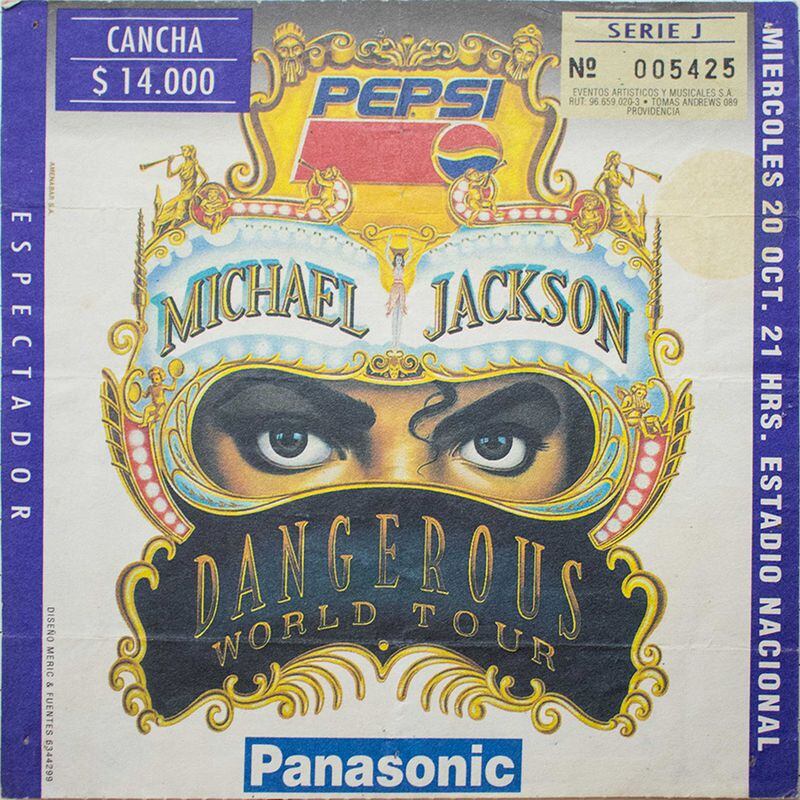 CANCHA
$ 14.000
SERIE J
Nº 005425
EVENTOS ARTISTICOS Y MUSICALES S.A.
RUT: 96.659.020-3 • TOMAS ANDREWS 089
PROVIDENCIA
PEPSI
MICHAEL JACKSON
DANGEROUS
WORLD TOUR
Panasonic
ESPECTADOR
AMENABAR S.A.
DISEÑO MERIC & FUENTES 6344299
MIERCOLES 20 OCT. 21 HRS. ESTADIO NACIONAL